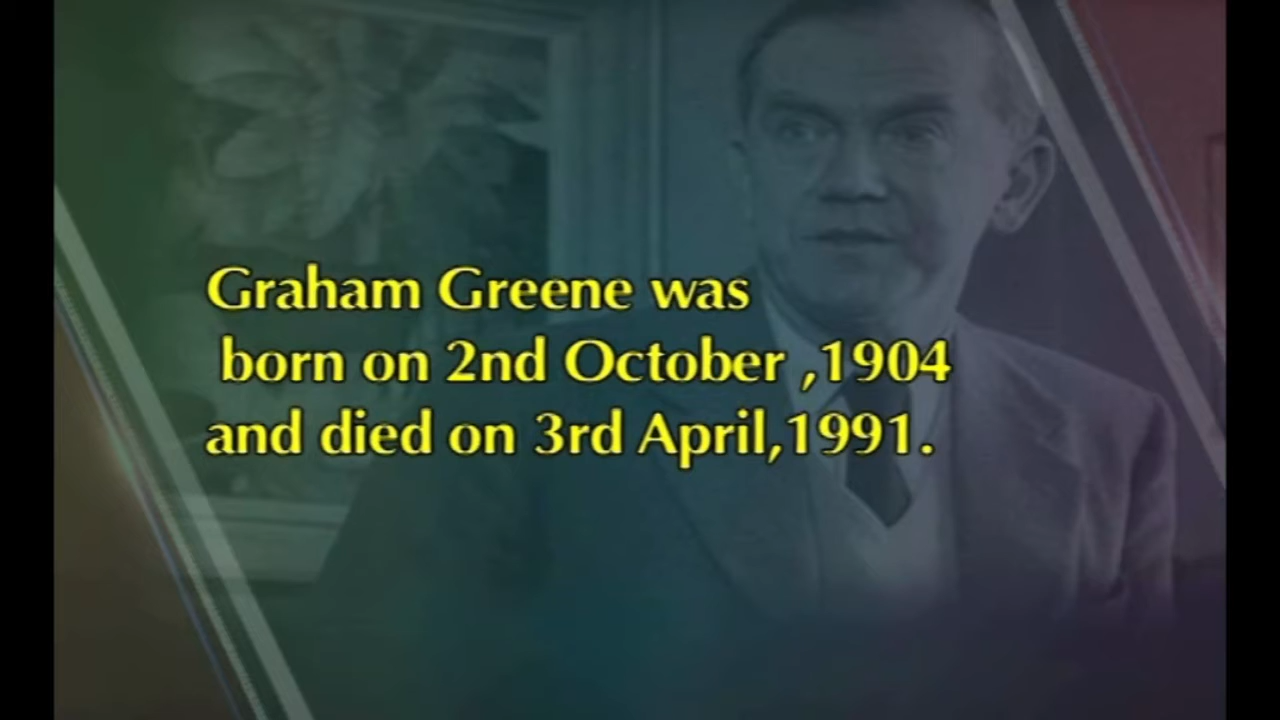 Graham Greene was
born on 2nd October ,1904
and died on 3rd April,1991.